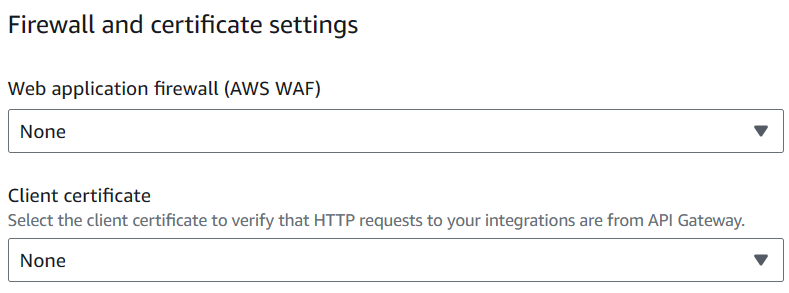 Firewall and certificate settings
Web application firewall (AWS WAF)
None
Client certificate
Select the client certificate to verify that HTTP requests to your integrations are from API Gateway.
None